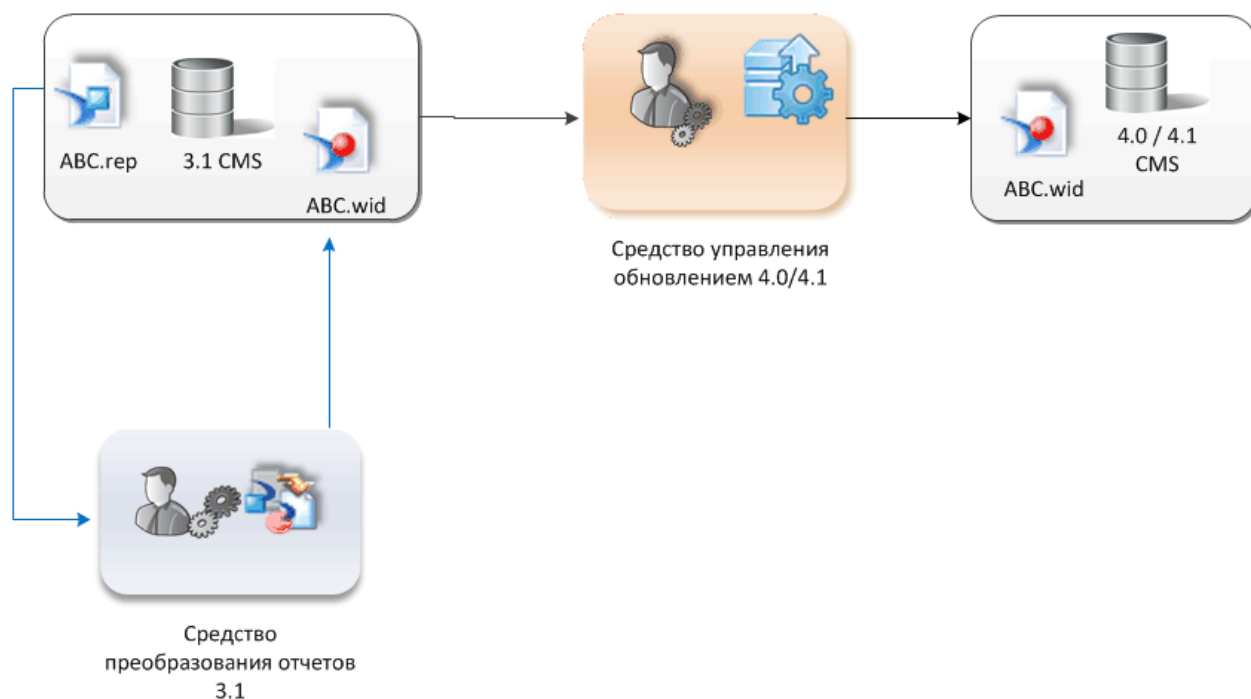 ABC.rep
3.1 CMS
ABC.wid
Средство управления
обновлением 4.0/4.1
ABC.wid
4.0 / 4.1
CMS
Средство
преобразования отчетов
3.1